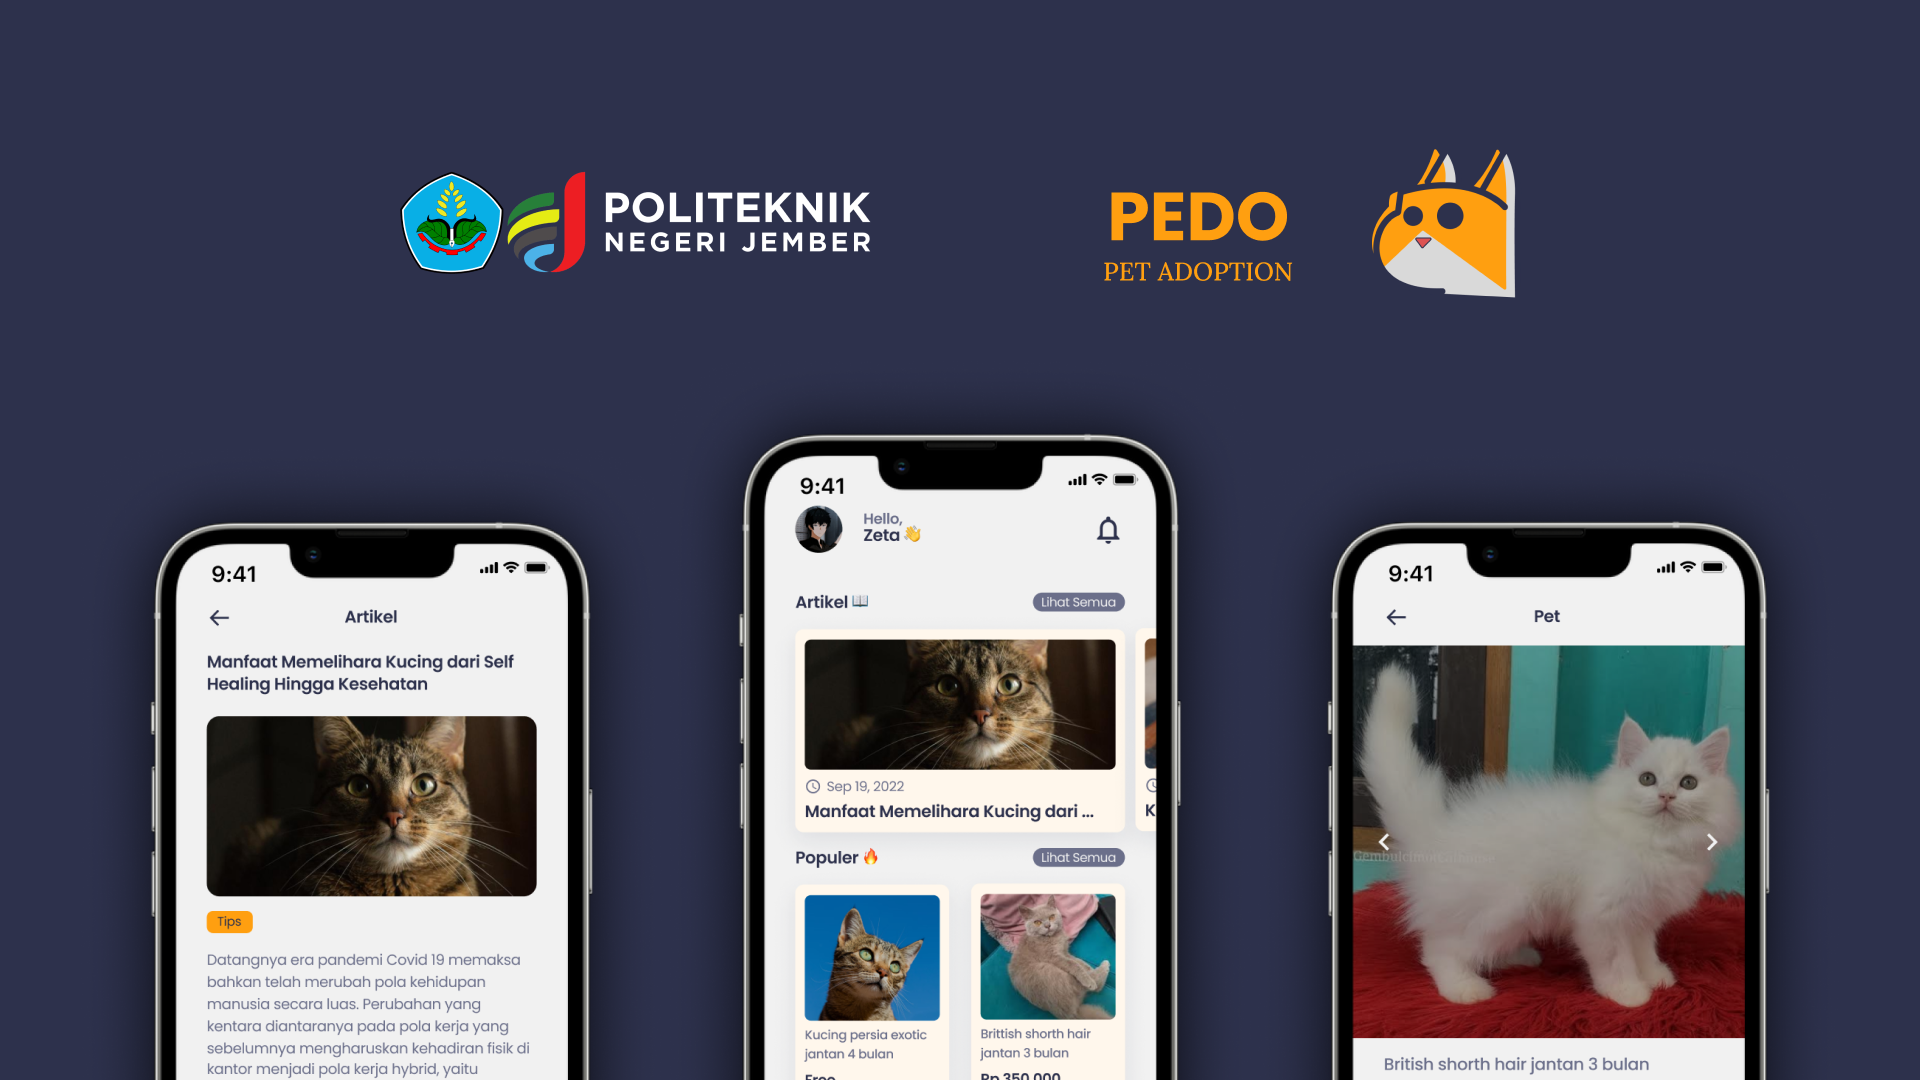 POLITEKNIK
NEGERI JEMBER
PEDO
PET ADOPTION
9:41
Artikel
Manfaat Memelihara Kucing dari Self
Healing Hingga Kesehatan
Tips
Datangnya era pandemi Covid 19 memaksa
bahkan telah merubah pola kehidupan
manusia secara luas. Perubahan yang
kentara diantaranya pada pola kerja yang
sebelumnya mengharuskan kehadiran fisik di
kantor menjadi pola kerja hybrid, yaitu
9:41
Hello,
Zeta
Artikel
Lihat Semua
Sep 19, 2022
Manfaat Memelihara Kucing dari ...
K
Populer
Lihat Semua
Kucing persia exotic
jantan 4 bulan
Free
Brittish shorth hair
jantan 3 bulan
Rp 350.000
9:41
Pet
British shorth hair jantan 3 bulan